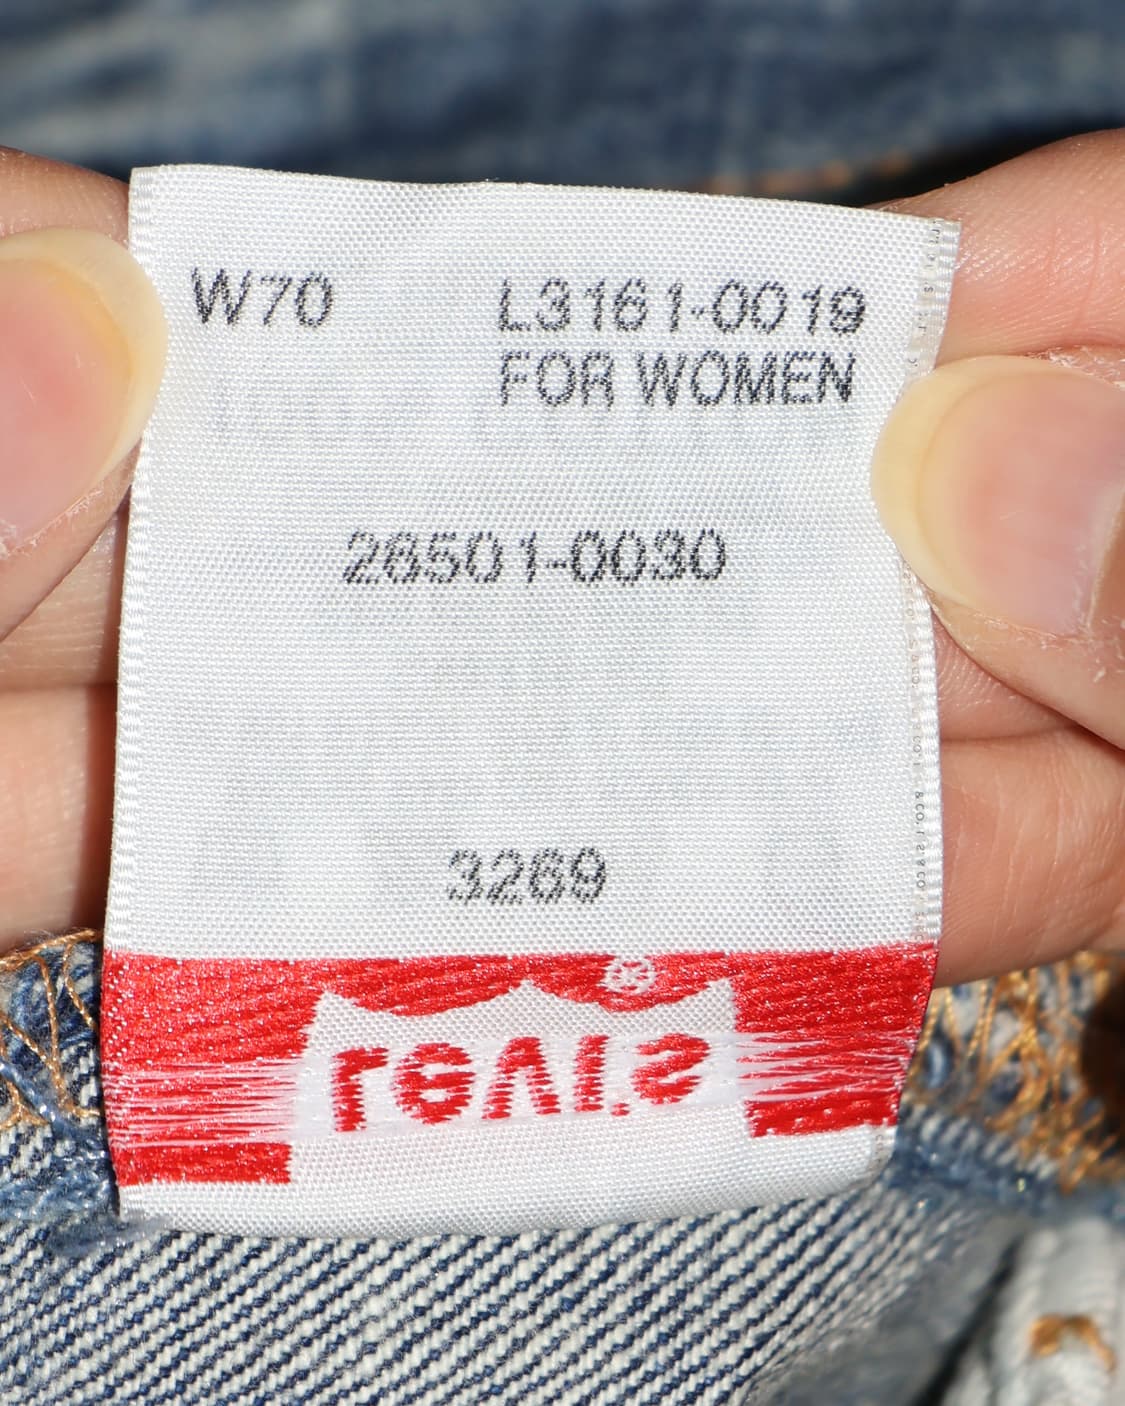 W70 L3161-0019
FOR WOMEN
26501-0030
3269
Levi's ®